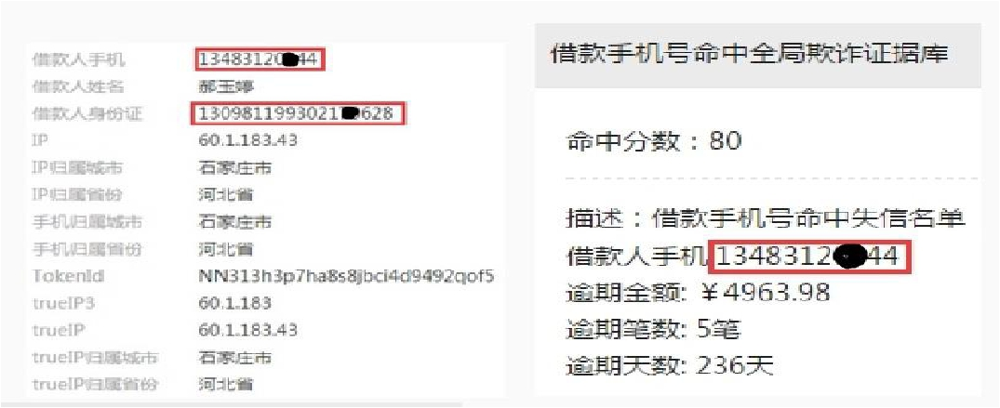 借款人手机 13483120 44
借款人姓名 郝玉婷
借款人身份证 1309811993021 628
IP 60.1.183.43
IP归属城市 石家庄市
IP归属省份 河北省
手机归属城市 石家庄市
手机归属省份 河北省
TokenId NN313h3p7ha8s8jbci4d9492qof5
trueIP3 60.1.183
trueIP 60.1.183.43
trueIP归属城市 石家庄市
trueIP归属省份 河北省
借款手机号命中全局欺诈证据库
命中分数：80
描述：借款手机号命中失信名单
借款人手机 1348312 44
逾期金额: ￥4963.98
逾期笔数: 5笔
逾期天数: 236天